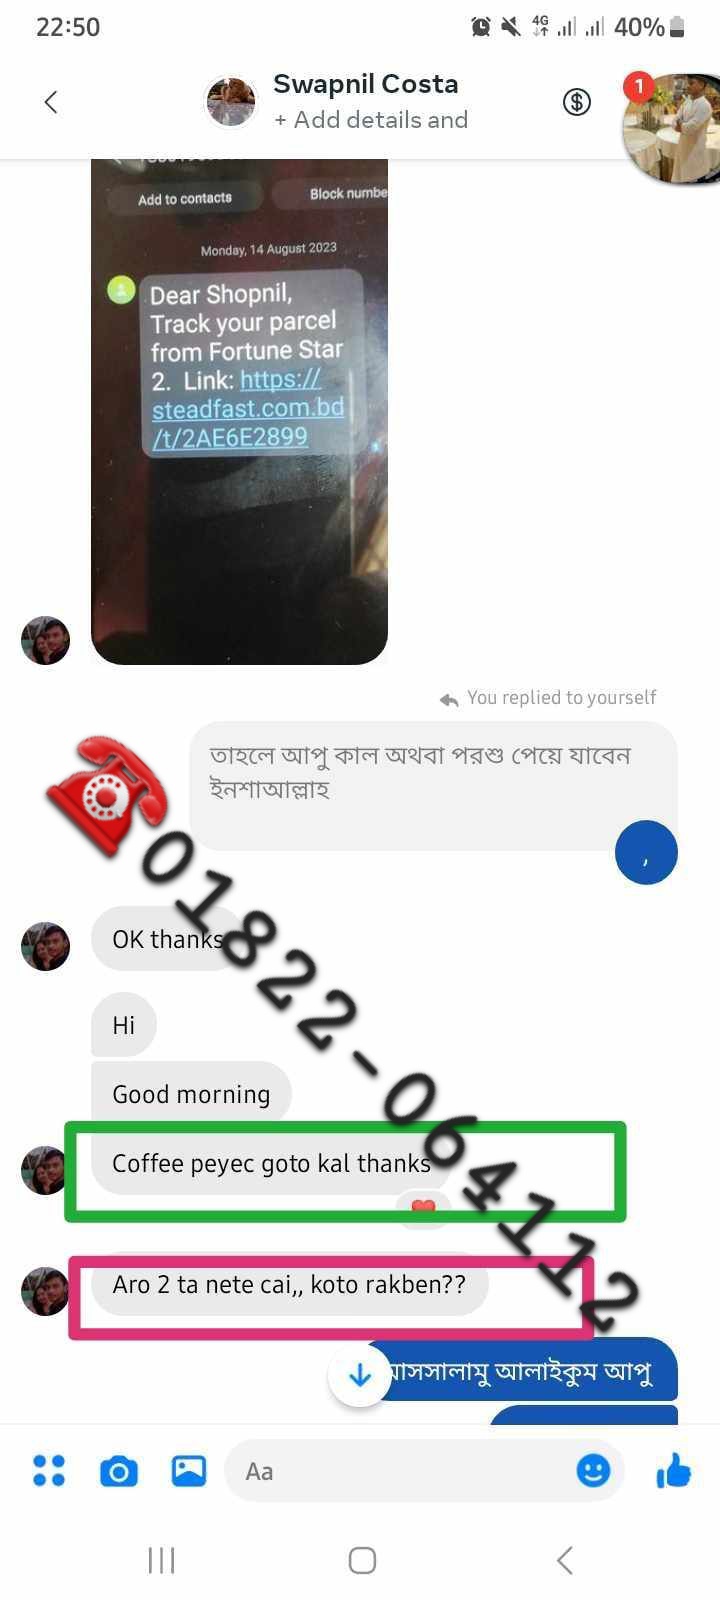 22:50
4G
40%
Swapnil Costa
+ Add details and
1
Add to contacts
Block numbe
Monday, 14 August 2023
Dear Shopnil,
Track your parcel
from Fortune Star
2. Link: https://
steadfast.com.bd
/t/2AE6E2899
You replied to yourself
তাহলে আপু কাল অথবা পরশু পেয়ে যাবেন
ইনশাআল্লাহ
,
OK thanks
Hi
Good morning
Coffee peyec goto kal thanks
Aro 2 ta nete cai,, koto rakben??
আসসালামু আলাইকুম আপু
Aa
01822-064112